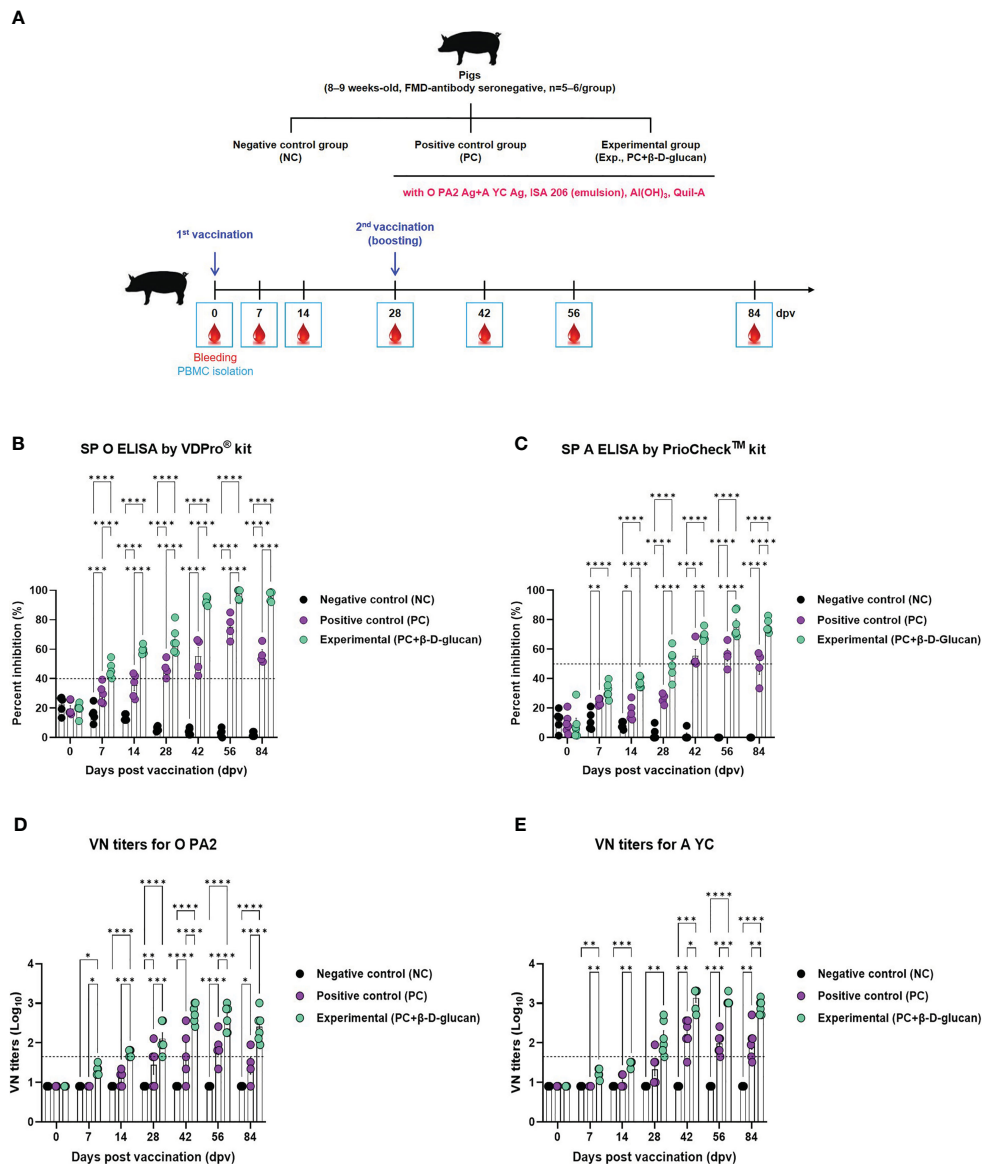 A
Pigs
(8–9 weeks-old, FMD-antibody seronegative, n=5–6/group)
Negative control group
(NC)
Positive control group
(PC)
Experimental group
(Exp., PC+β-D-glucan)
with O PA2 Ag+A YC Ag, ISA 206 (emulsion), Al(OH)3, Quil-A
1st vaccination
2nd vaccination
(boosting)
0 7 14 28 42 56 84 dpv
Bleeding
PBMC isolation
B
SP O ELISA by VDPro® kit
**** **** **** **** **** ****
**** **** **** **** ****
*** **** **** **** **** **** ****
Percent inhibition (%)
100
80
60
40
20
0
0 7 14 28 42 56 84
Days post vaccination (dpv)
Negative control (NC)
Positive control (PC)
Experimental (PC+β-D-glucan)
C
SP A ELISA by PrioCheck™ kit
**** ****
**** **** ****
**** **** ****
**** **** **** ** **** ****
** * **** ** ****
Percent inhibition (%)
100
80
60
40
20
0
0 7 14 28 42 56 84
Days post vaccination (dpv)
Negative control (NC)
Positive control (PC)
Experimental (PC+β-D-Glucan)
D
VN titers for O PA2
**** ****
**** ****
****
* ** **** ****
* *** *** **** **** *
VN titers (Log10)
4
3
2
1
0
0 7 14 28 42 56 84
Days post vaccination (dpv)
Negative control (NC)
Positive control (PC)
Experimental (PC+β-D-glucan)
E
VN titers for A YC
****
*** ****
** *** * *** **
** ** ** ** *** **
VN titers (Log10)
4
3
2
1
0
0 7 14 28 42 56 84
Days post vaccination (dpv)
Negative control (NC)
Positive control (PC)
Experimental (PC+β-D-glucan)